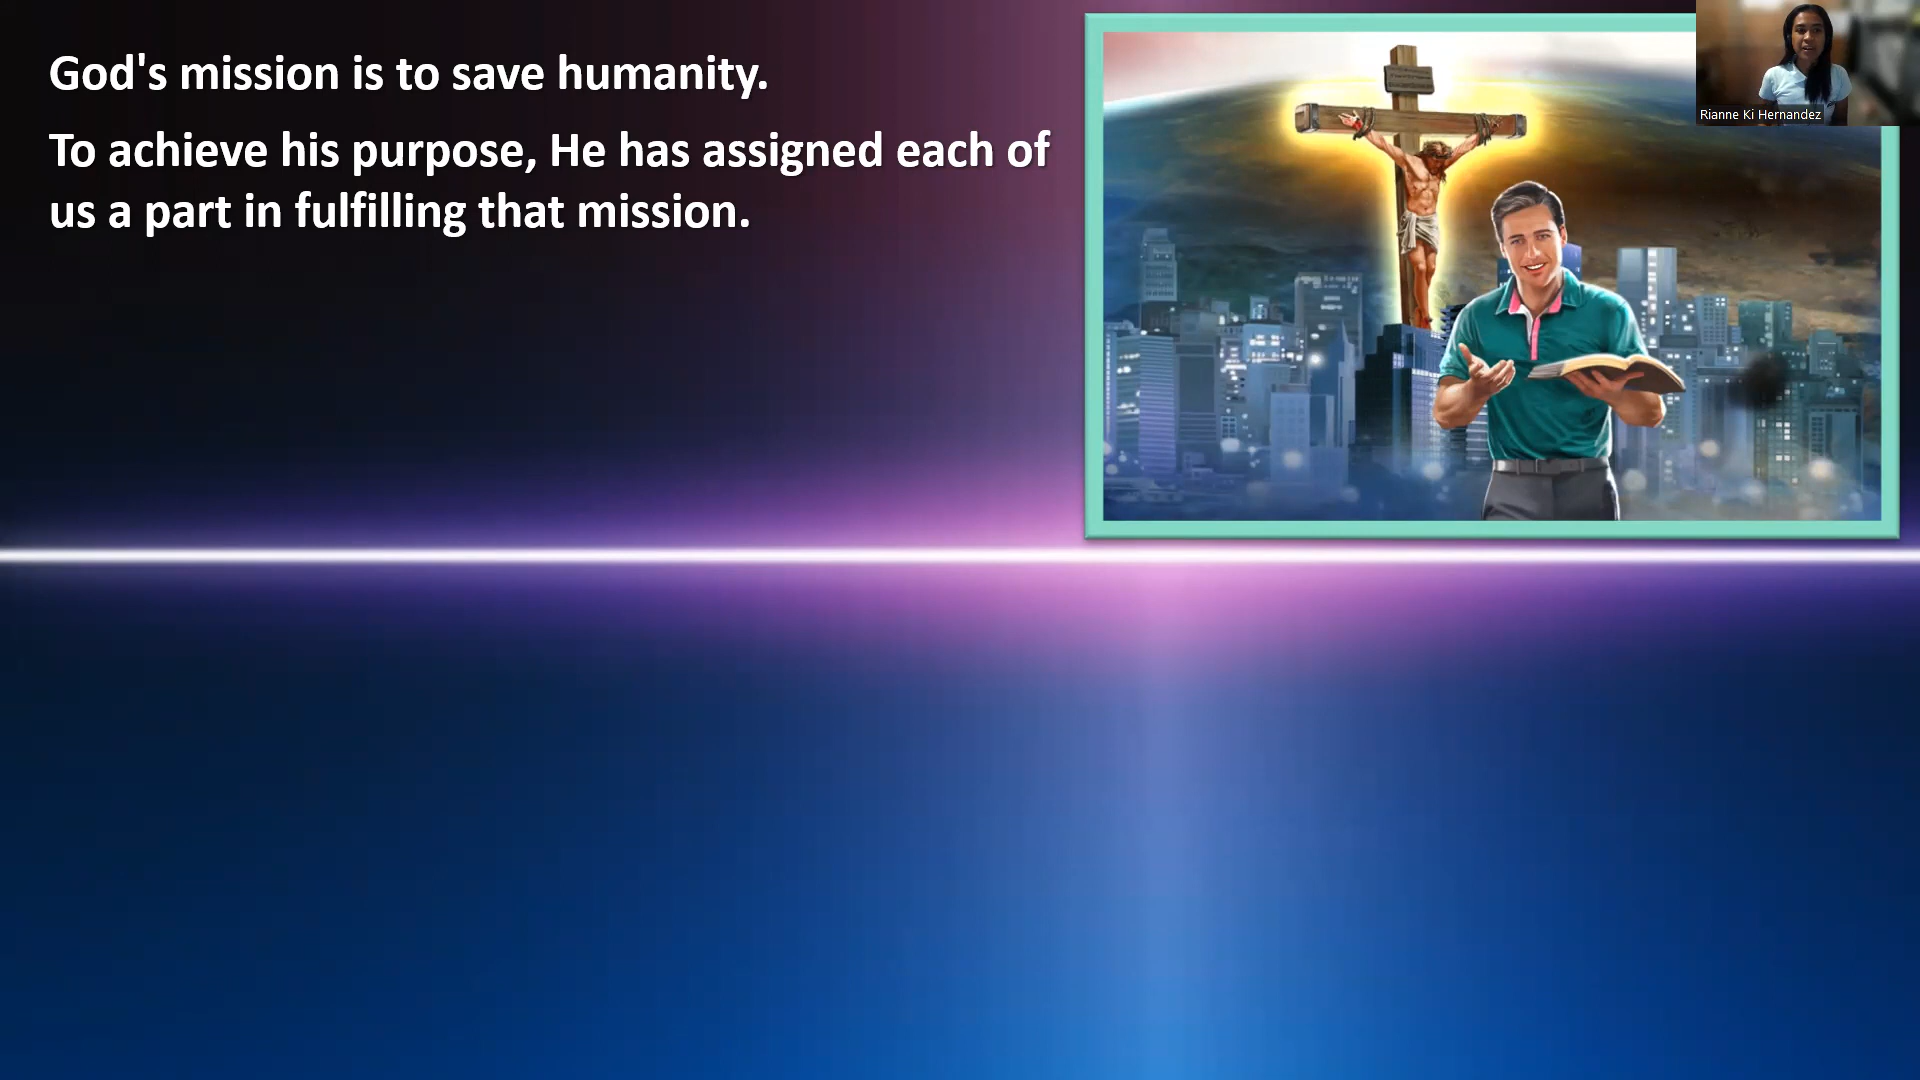 God's mission is to save humanity.
To achieve his purpose, He has assigned each of
us a part in fulfilling that mission.
Rianne Ki Hernandez